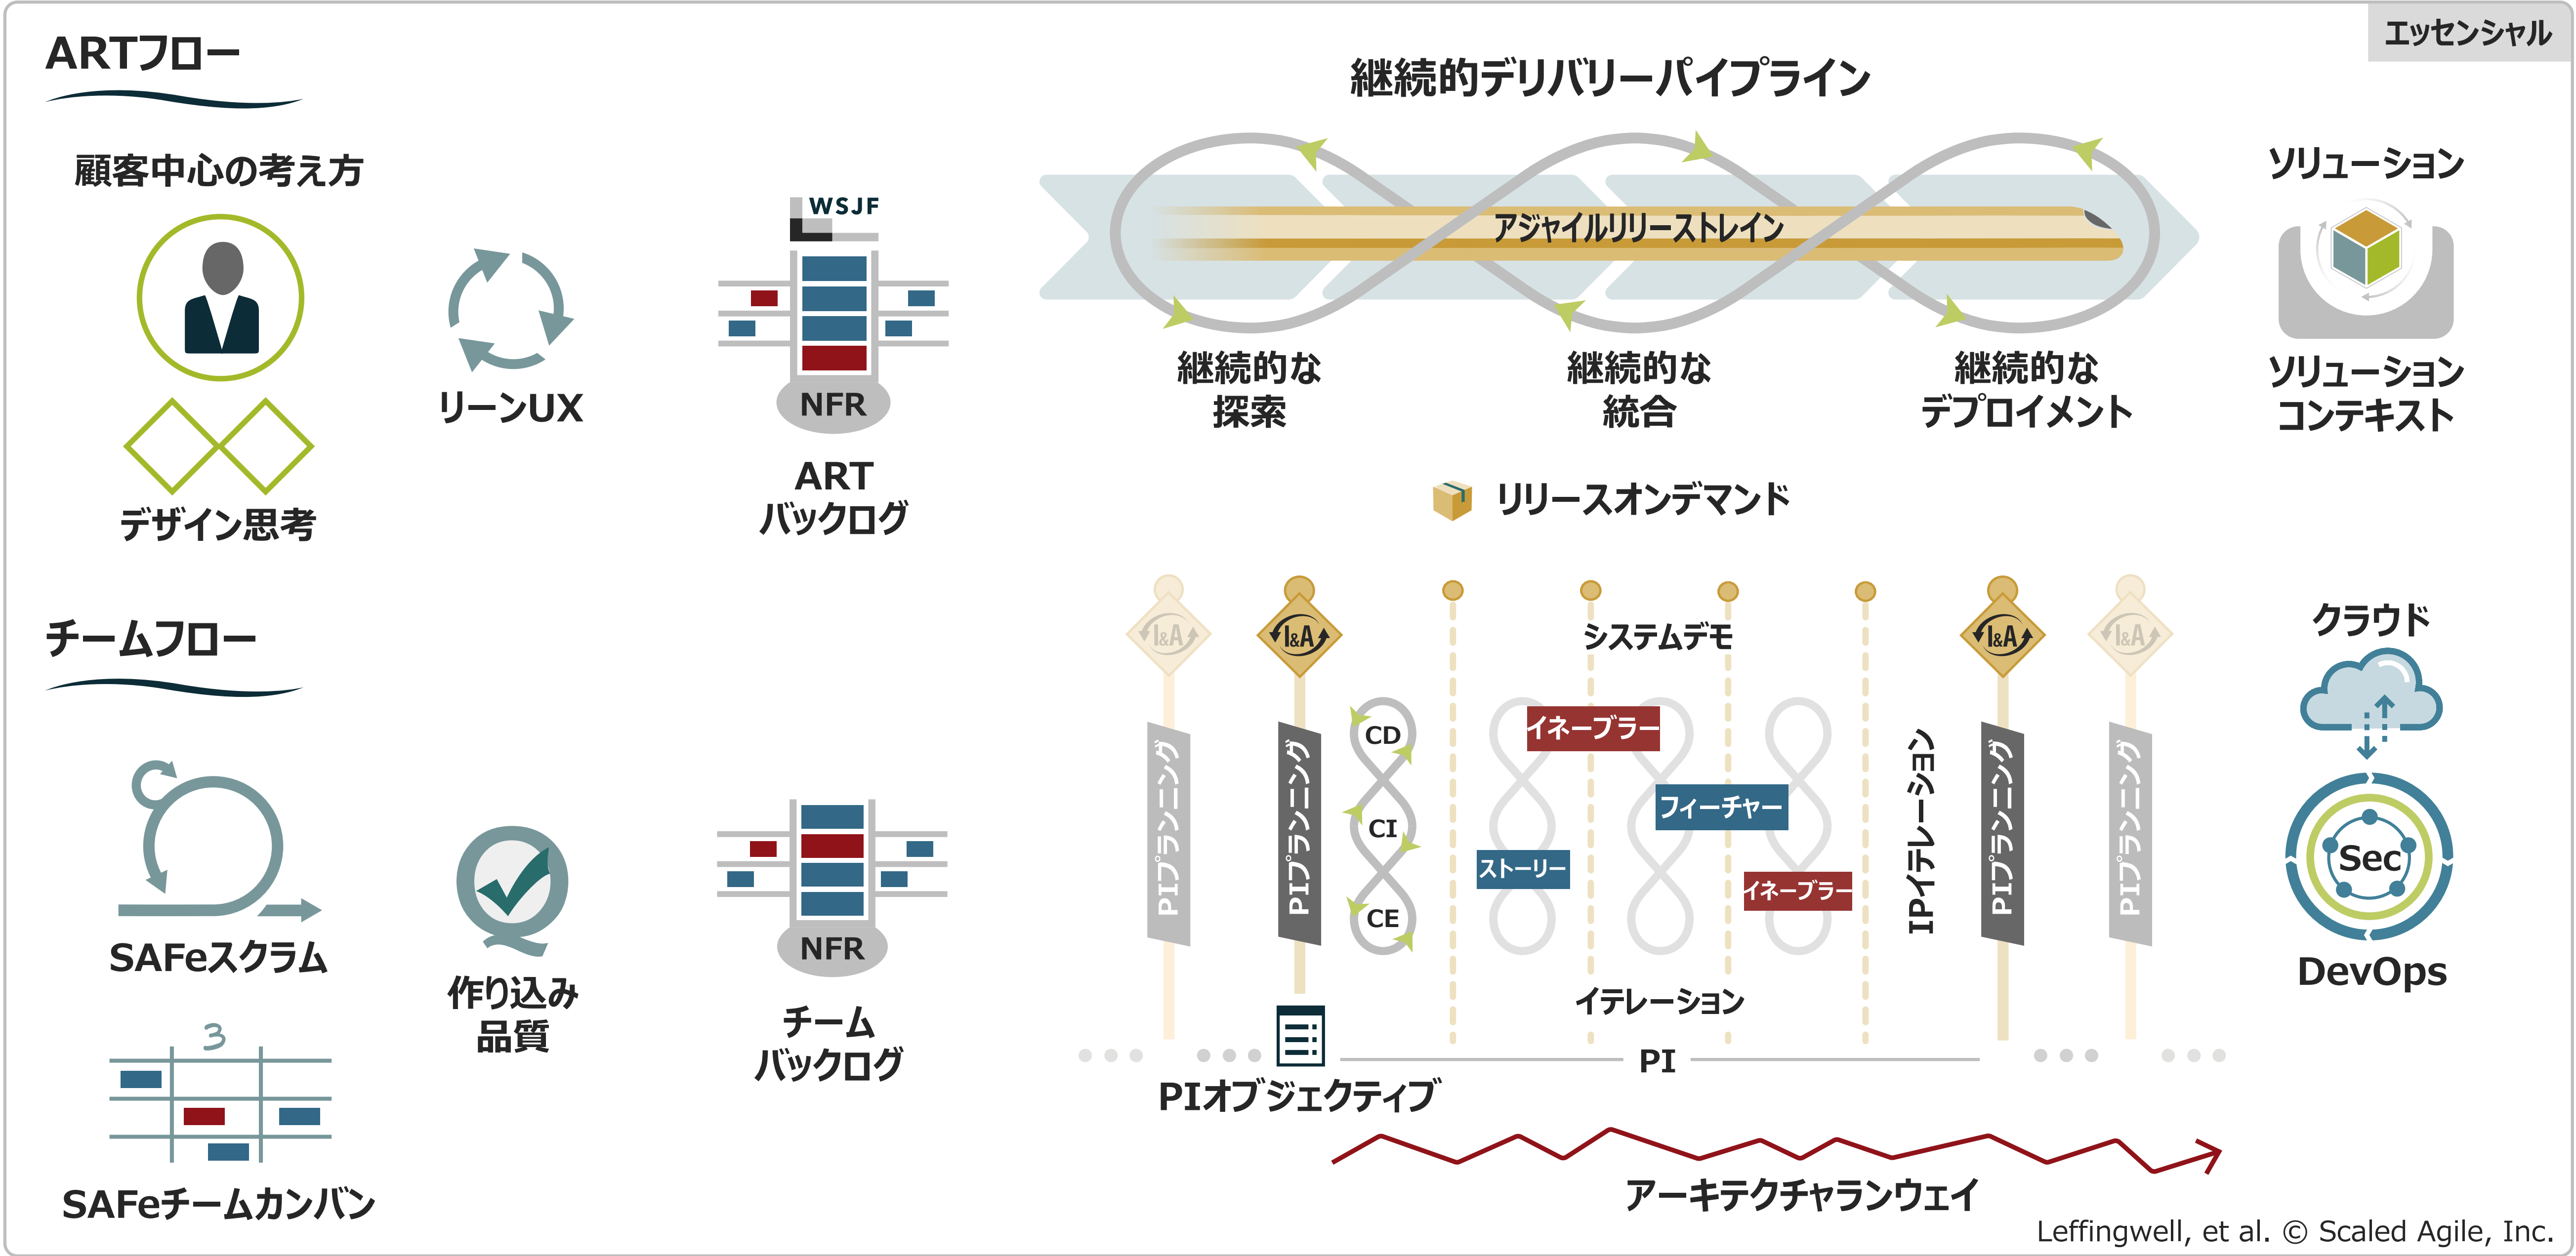 エッセンシャル
ARTフロー
継続的デリバリーパイプライン
顧客中心の考え方
デザイン思考
リーンUX
WSJF
NFR
ART
バックログ
アジャイルリリーストレイン
継続的な
探索
継続的な
統合
継続的な
デプロイメント
ソリューション
ソリューション
コンテキスト
リリースオンデマンド
チームフロー
SAFeスクラム
3
SAFeチームカンバン
作り込み
品質
NFR
チーム
バックログ
I&A
PIプランニング
I&A
PIプランニング
PIオブジェクティブ
CD
CI
CE
システムデモ
イネーブラー
フィーチャー
ストーリー
イネーブラー
イテレーション
PI
IPイテレーション
I&A
PIプランニング
I&A
PIプランニング
アーキテクチャランウェイ
クラウド
Sec
DevOps
Leffingwell, et al. © Scaled Agile, Inc.